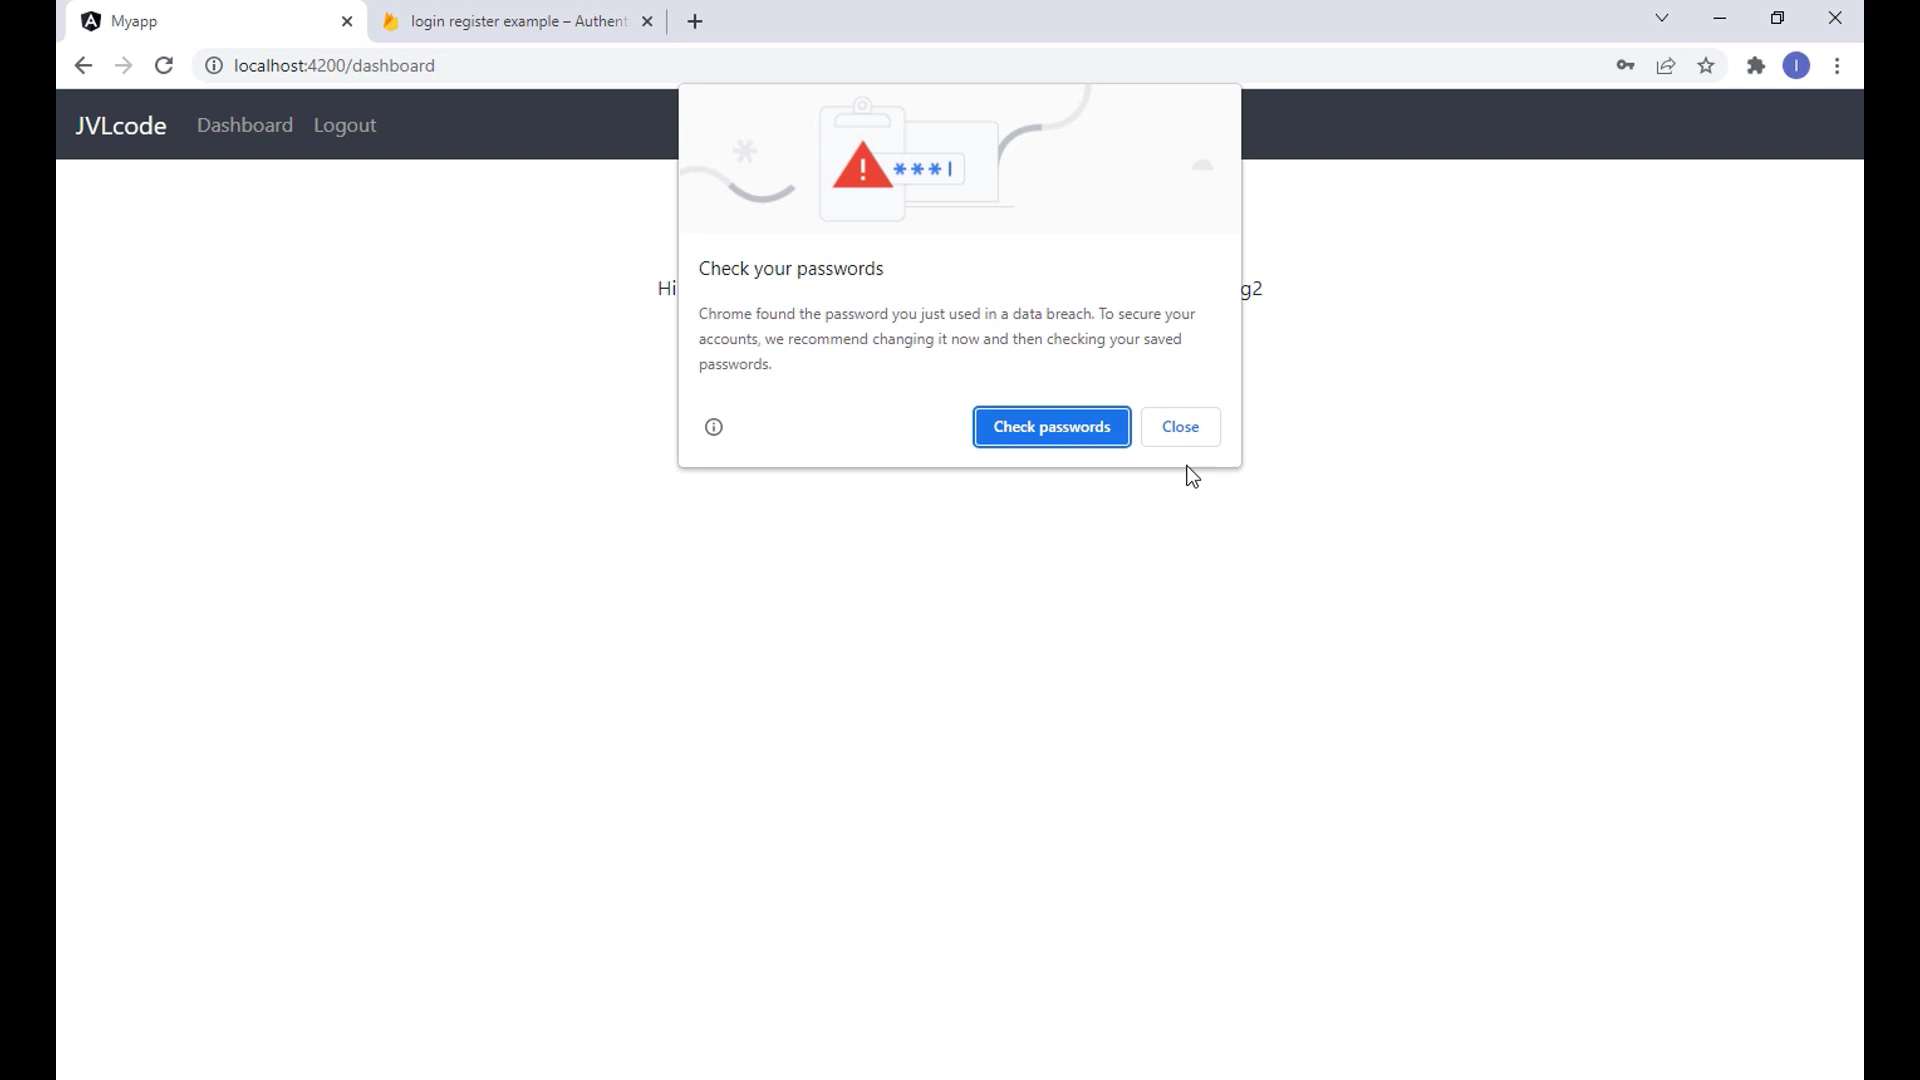 Myapp
login register example – Authent
localhost:4200/dashboard
I
JVLcode Dashboard Logout
***|
Check your passwords
Hi
g2
Chrome found the password you just used in a data breach. To secure your
accounts, we recommend changing it now and then checking your saved
passwords.
Check passwords
Close